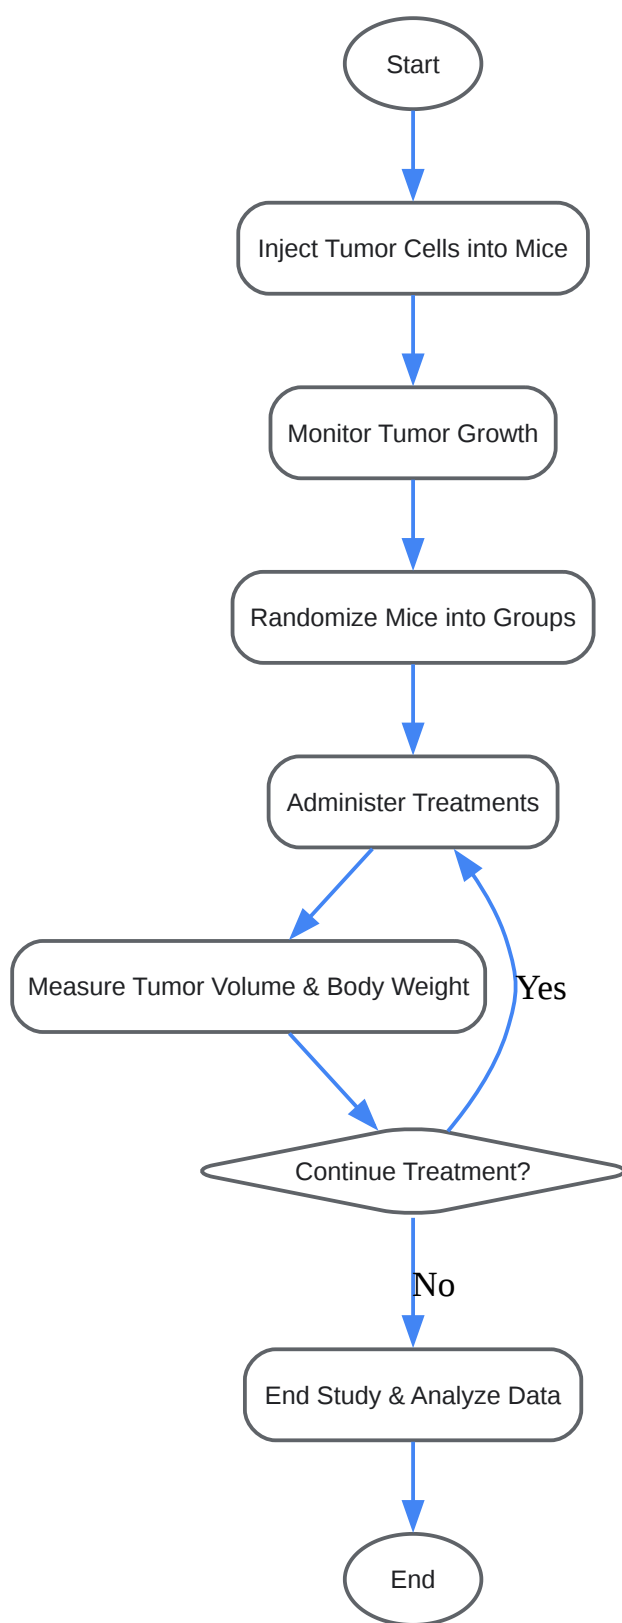 Start
Inject Tumor Cells into Mice
Monitor Tumor Growth
Randomize Mice into Groups
Administer Treatments
Measure Tumor Volume & Body Weight
Yes
Continue Treatment?
No
End Study & Analyze Data
End